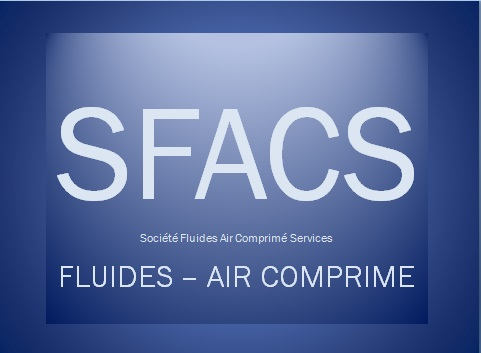 SFACS
Société Fluides Air Comprimé Services
FLUIDES – AIR COMPRIME